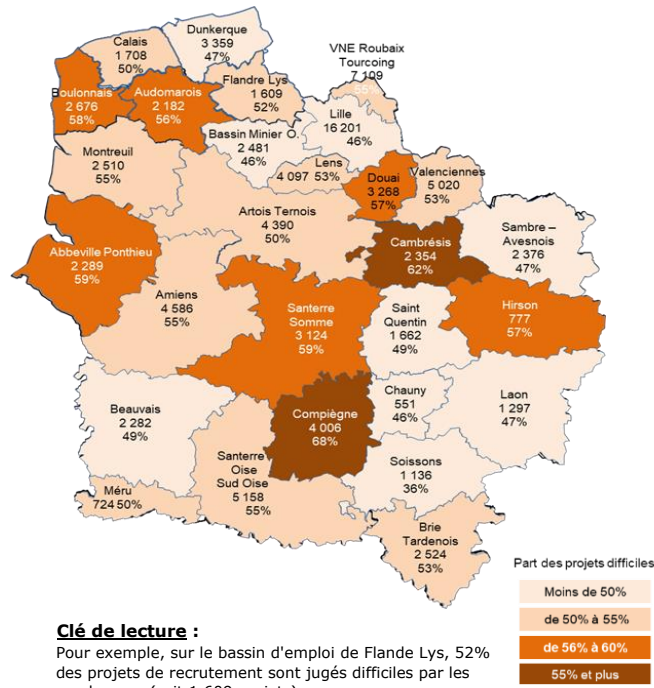 Dunkerque
3 359
47%
Calais
1 708
50%
VNE Roubaix
Tourcoing
7 109
55%
Flandre Lys
1 609
52%
Boulonnais
2 676
58%
Audomarois
2 182
56%
Lille
16 201
46%
Bassin Minier O.
2 481
46%
Montreuil
2 510
55%
Lens
4 097 53%
Douai
3 268
57%
Valenciennes
5 020
53%
Artois Ternois
4 390
50%
Cambrésis
2 354
62%
Sambre –
Avesnois
2 376
47%
Abbeville Ponthieu
2 289
59%
Amiens
4 586
55%
Santerre
Somme
3 124
59%
Saint
Quentin
1 662
49%
Hirson
777
57%
Beauvais
2 282
49%
Compiègne
4 006
68%
Chauny
551
46%
Laon
1 297
47%
Santerre
Oise
Sud Oise
5 158
55%
Soissons
1 136
36%
Méru
724 50%
Brie
Tardenois
2 524
53%
Part des projets difficiles
Moins de 50%
de 50% à 55%
de 56% à 60%
55% et plus
Clé de lecture :
Pour exemple, sur le bassin d'emploi de Flande Lys, 52%
des projets de recrutement sont jugés difficiles par les